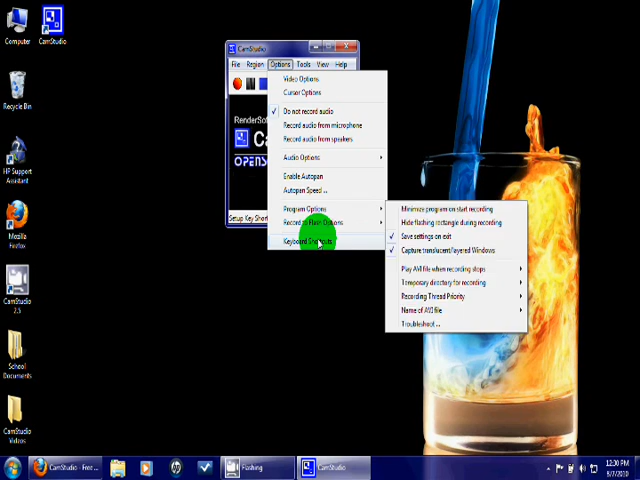 Computer
CamStudio
Recycle Bin
HP Support
Assistant
Mozilla
Firefox
CamStudio
2.5
School
Documents
CamStudio
Videos
CamStudio
File Region Options Tools View Help
RenderSoft
OPENS
Setup Key Short
Video Options
Cursor Options
Do not record audio
Record audio from microphone
Record audio from speakers
Audio Options
Enable Autopan
Autopan Speed ...
Program Options
Record to Flash Options
Keyboard Shortcuts
Minimize program on start recording
Hide flashing rectangle during recording
Save settings on exit
Capture translucent/layered Windows
Play AVI file when recording stops
Temporary directory for recording
Recording Thread Priority
Name of AVI file
Troubleshoot ...
CamStudio - Free ...
Flashing
CamStudio
12:30 PM
9/7/2010